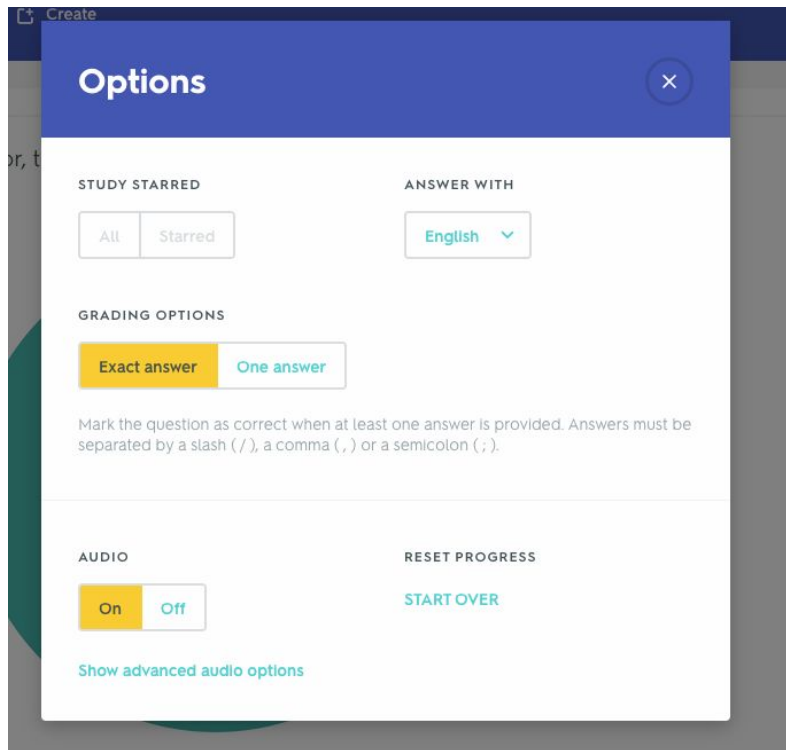 Create
Options
or, t
STUDY STARRED
ANSWER WITH
All Starred
English
GRADING OPTIONS
Exact answer One answer
Mark the question as correct when at least one answer is provided. Answers must be
separated by a slash ( / ), a comma ( , ) or a semicolon ( ; ).
AUDIO
RESET PROGRESS
On Off
START OVER
Show advanced audio options